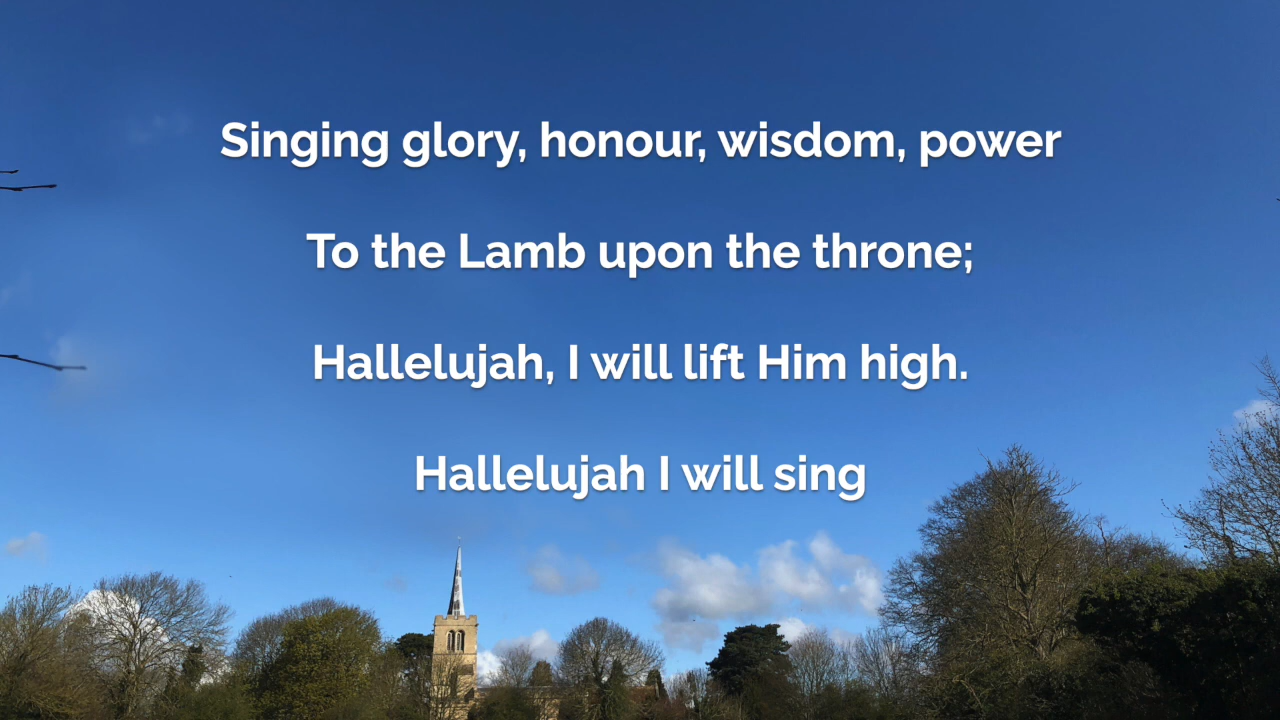 Singing glory, honour, wisdom, power
To the Lamb upon the throne;
Hallelujah, I will lift Him high.
Hallelujah I will sing